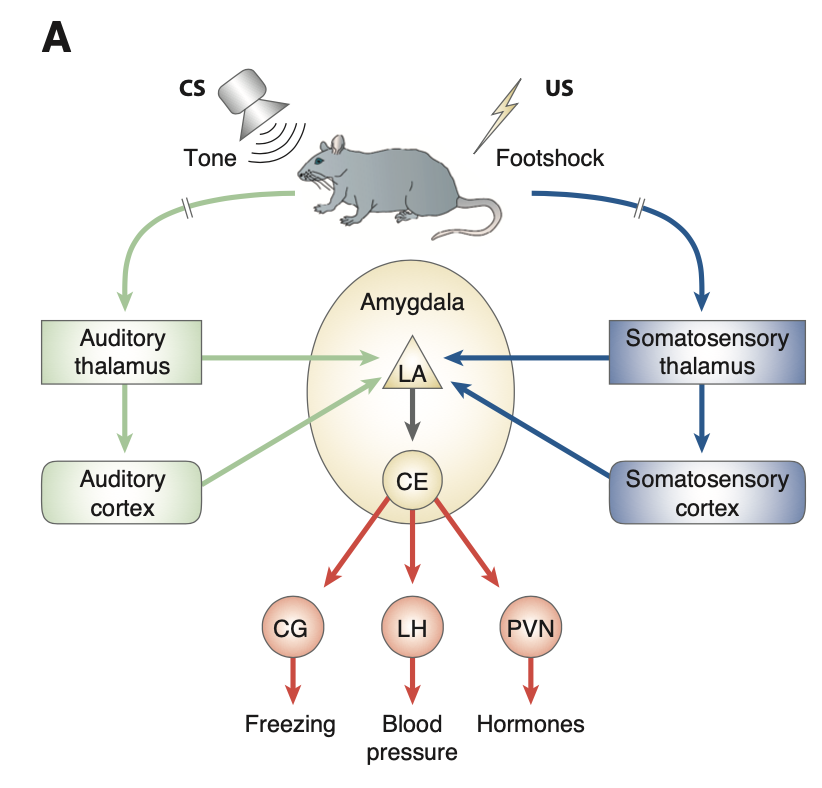 A
CS
US
Tone
Footshock
Amygdala
Auditory
thalamus
LA
Somatosensory
thalamus
Auditory
cortex
CE
Somatosensory
cortex
CG
LH
PVN
Freezing
Blood
pressure
Hormones